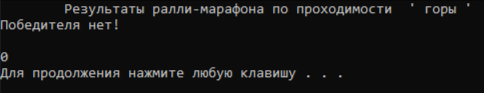 Результаты ралли-марафона по проходимости  ' горы '
Победителя нет!
0
Для продолжения нажмите любую клавишу . . .